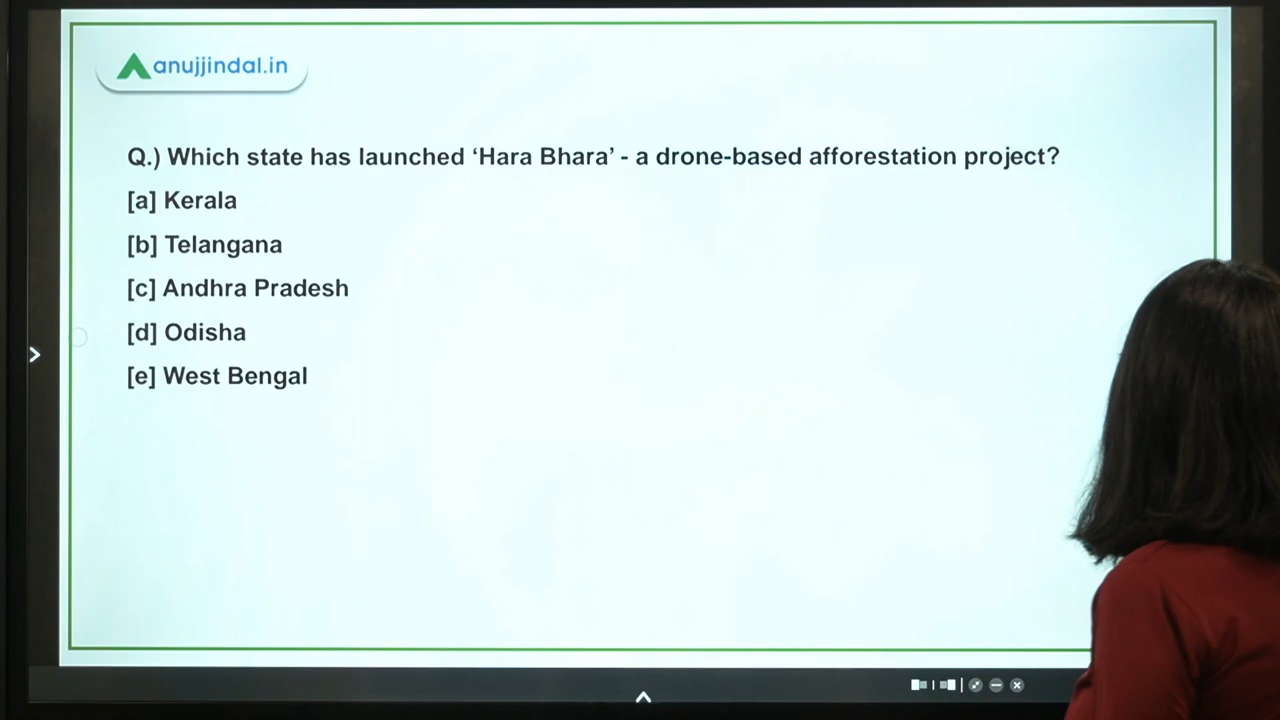 anujjindal.in
Q.) Which state has launched ‘Hara Bhara’ - a drone-based afforestation project?
[a] Kerala
[b] Telangana
[c] Andhra Pradesh
[d] Odisha
[e] West Bengal